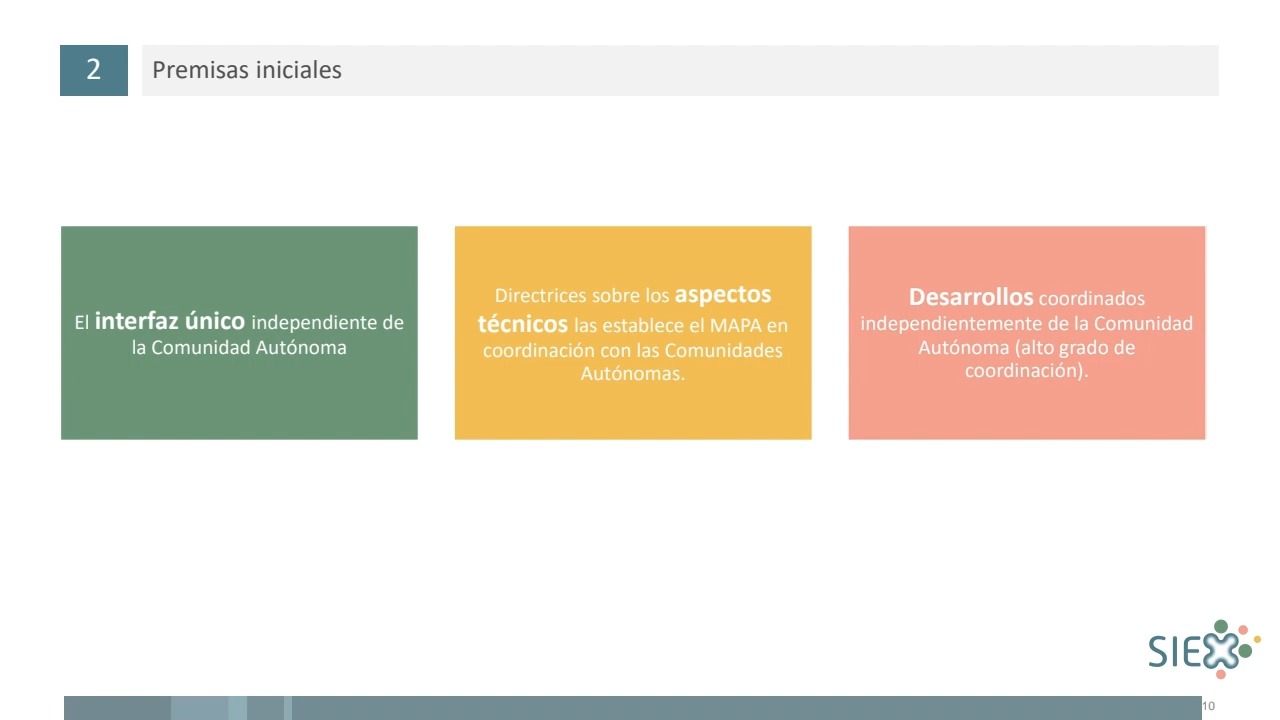 2
Premisas iniciales
El interfaz único independiente de
la Comunidad Autónoma
Directrices sobre los aspectos
técnicos las establece el MAPA en
coordinación con las Comunidades
Autónomas.
Desarrollos coordinados
independientemente de la Comunidad
Autónoma (alto grado de
coordinación).
SIEX
10